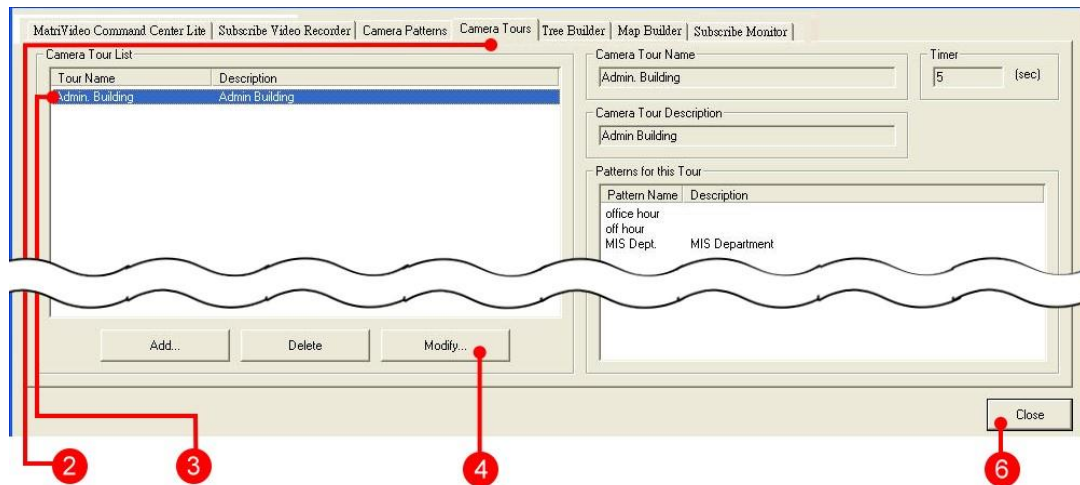 MatriVideo Command Center Lite Subscribe Video Recorder Camera Patterns Camera Tours Tree Builder Map Builder Subscribe Monitor
Camera Tour List
Tour Name Description
Admin. Building Admin Building
Add... Delete Modify...
Camera Tour Name
Admin. Building
Timer
5 (sec)
Camera Tour Description
Admin Building
Patterns for this Tour
Pattern Name Description
office hour
off hour
MIS Dept. MIS Department
Close
2 3 4 6